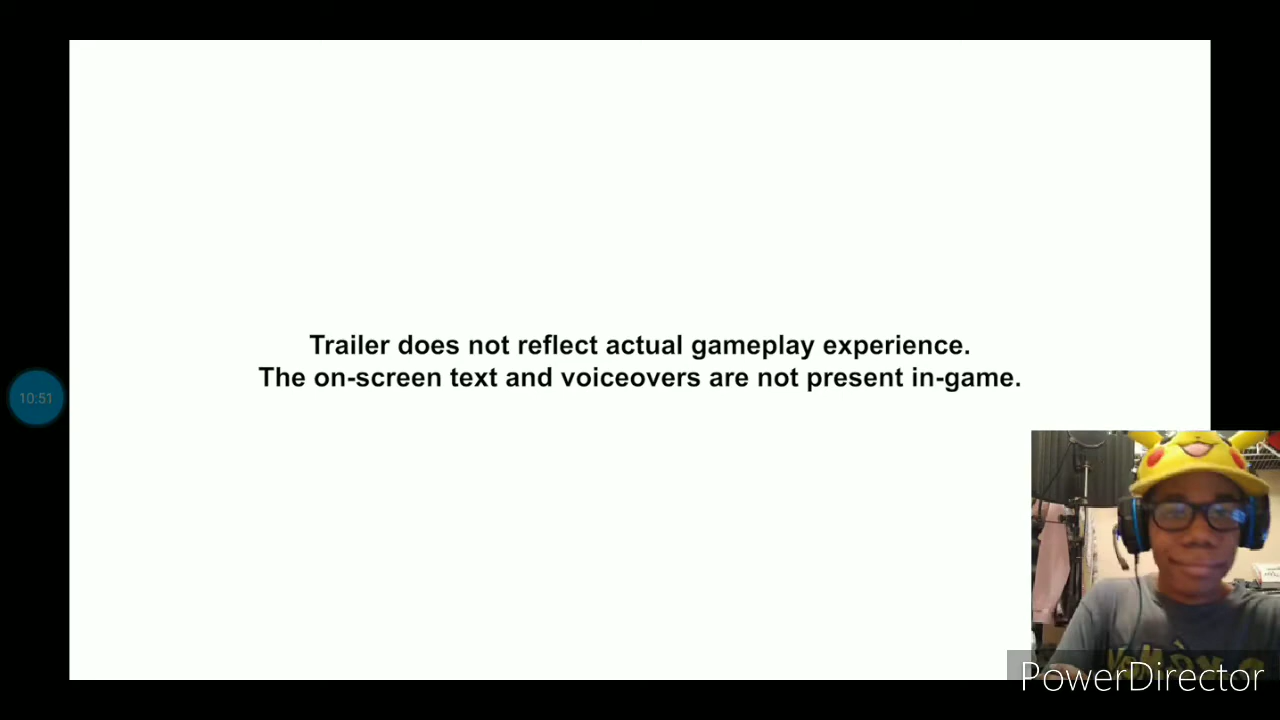 Trailer does not reflect actual gameplay experience.
The on-screen text and voiceovers are not present in-game.
10:51
PowerDirector